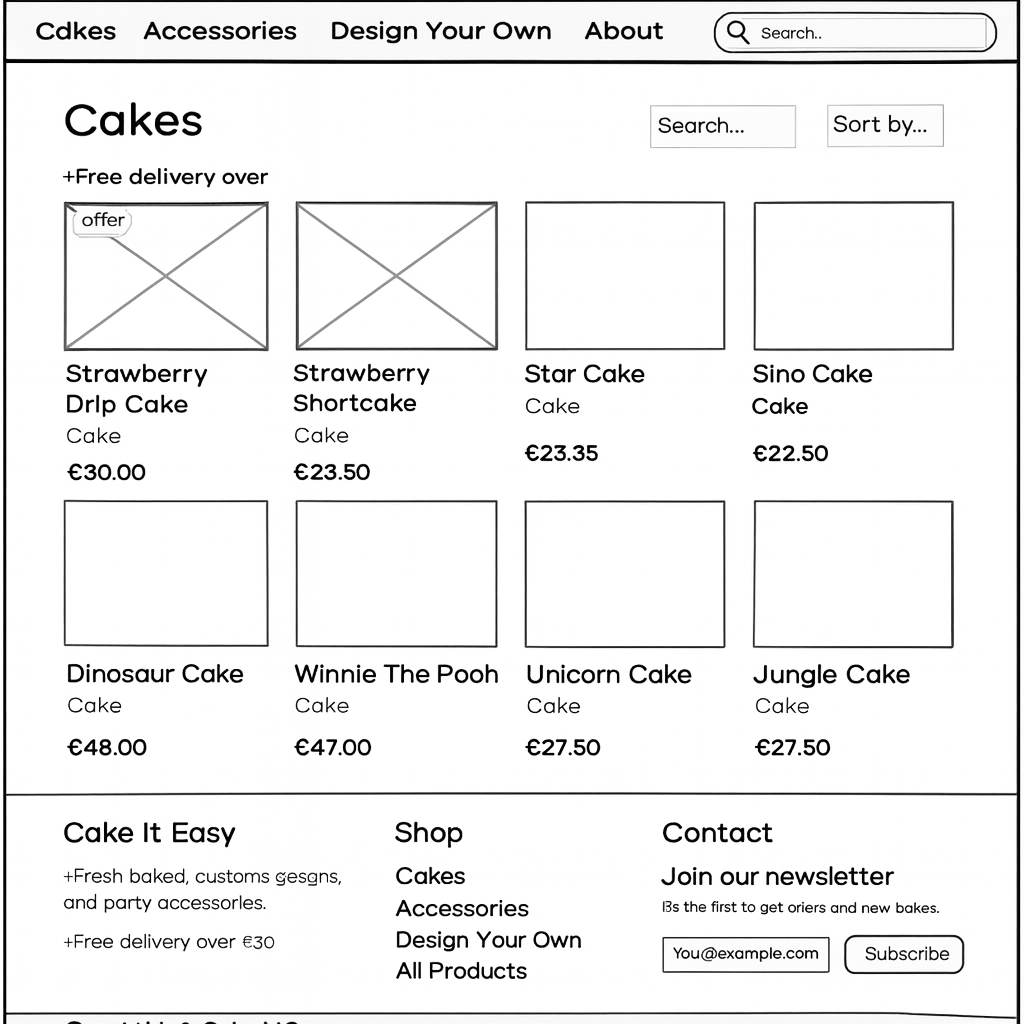 Cdkes Accessories Design Your Own About Search..
Cakes
Search... Sort by...
+Free delivery over
offer
Strawberry
Drlp Cake
Cake
€30.00
Strawberry
Shortcake
Cake
€23.50
Star Cake
Cake
€23.35
Sino Cake
Cake
€22.50
Dinosaur Cake
Cake
€48.00
Winnie The Pooh
Cake
€47.00
Unicorn Cake
Cake
€27.50
Jungle Cake
Cake
€27.50
Cake It Easy
+Fresh baked, customs gesgns,
and party accessorles.
+Free delivery over €30
Shop
Cakes
Accessories
Design Your Own
All Products
Contact
Join our newsletter
Bs the first to get oriers and new bakes.
You@example.com Subscribe